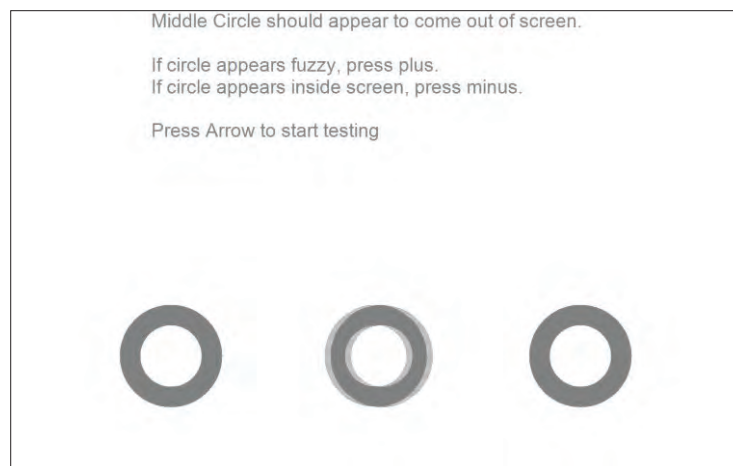 Middle Circle should appear to come out of screen.
If circle appears fuzzy, press plus.
If circle appears inside screen, press minus.
Press Arrow to start testing